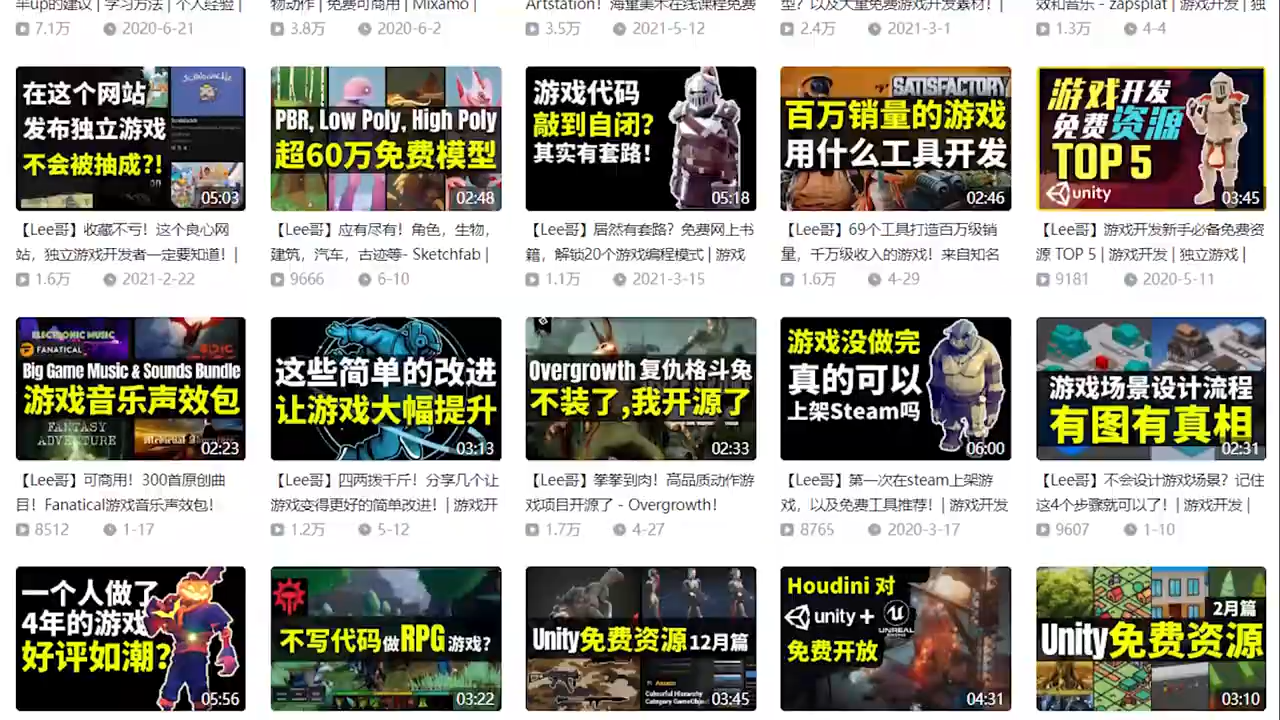 牢up的建议 | 学习方法 | 个人经验 |
7.1万 2020-6-21
物动作 | 免费可商用 | Mixamo |
3.8万 2020-6-2
Artstation！海量美术在线课程免费
3.5万 2021-5-12
型？以及大量免费游戏开发素材！ |
2.4万 2021-3-1
效和音乐 - zapsplat | 游戏开发 | 独
1.3万 4-4
在这个网站
发布独立游戏
不会被抽成?!
05:03
【Lee哥】收藏不亏！这个良心网
站，独立游戏开发者一定要知道！ |
1.6万 2021-2-22
PBR, Low Poly, High Poly
超60万免费模型
02:48
【Lee哥】应有尽有！角色，生物，
建筑，汽车，古迹等- Sketchfab |
9666 6-10
游戏代码
敲到自闭?
其实有套路!
05:18
【Lee哥】居然有套路？免费网上书
籍，解锁20个游戏编程模式 | 游戏
1.1万 2021-3-15
SATISFACTORY
百万销量的游戏
用什么工具开发
02:46
【Lee哥】69个工具打造百万级销
量，千万级收入的游戏！来自知名
1.6万 4-29
游戏开发
免费资源
TOP 5
unity
03:45
【Lee哥】游戏开发新手必备免费资
源 TOP 5 | 游戏开发 | 独立游戏 |
9181 2020-5-11
ELECTRONIC MUSIC
FANATICAL
EPIC
Big Game Music & Sounds Bundle
游戏音乐声效包
FANTASY
ADVENTURE
Medieval Adventure
02:23
【Lee哥】可商用！300首原创曲
目！Fanatical游戏音乐声效包！
8512 1-17
这些简单的改进
让游戏大幅提升
03:13
【Lee哥】四两拨千斤！分享几个让
游戏变得更好的简单改进！ | 游戏开
1.2万 5-12
Overgrowth 复仇格斗兔
不装了,我开源了
02:33
【Lee哥】拳拳到肉！高品质动作游
戏项目开源了 - Overgrowth！
1.7万 4-27
游戏没做完
真的可以
上架Steam吗
06:00
【Lee哥】第一次在steam上架游
戏，以及免费工具推荐！ | 游戏开发
8765 2020-3-17
游戏场景设计流程
有图有真相
02:31
【Lee哥】不会设计游戏场景？记住
这4个步骤就可以了！ | 游戏开发 |
9607 1-10
一个人做了
4年的游戏
好评如潮?
05:56
不写代码做RPG游戏?
03:22
Unity免费资源12月篇
Colourful Hierarchy
Category GameObject
03:45
Houdini 对
unity + UNREAL
免费开放
04:31
2月篇
Unity免费资源
03:10